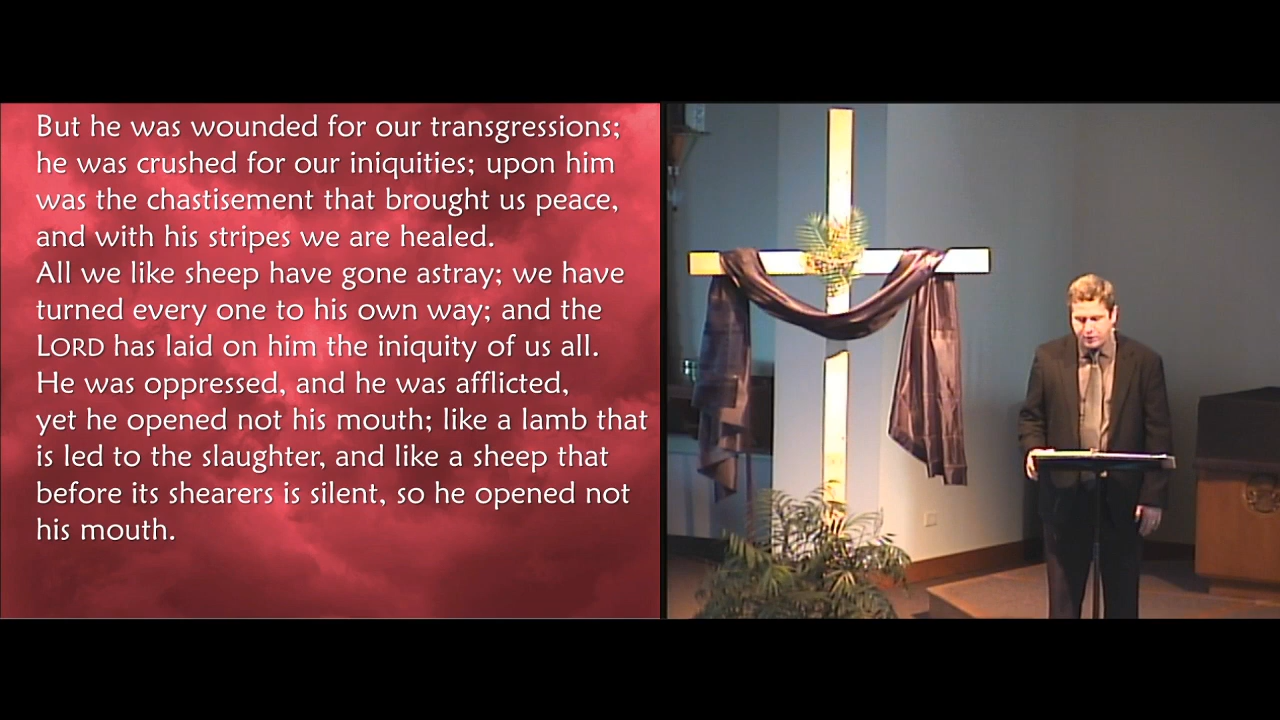 But he was wounded for our transgressions;
he was crushed for our iniquities; upon him
was the chastisement that brought us peace,
and with his stripes we are healed.
All we like sheep have gone astray; we have
turned every one to his own way; and the
LORD has laid on him the iniquity of us all.
He was oppressed, and he was afflicted,
yet he opened not his mouth; like a lamb that
is led to the slaughter, and like a sheep that
before its shearers is silent, so he opened not
his mouth.